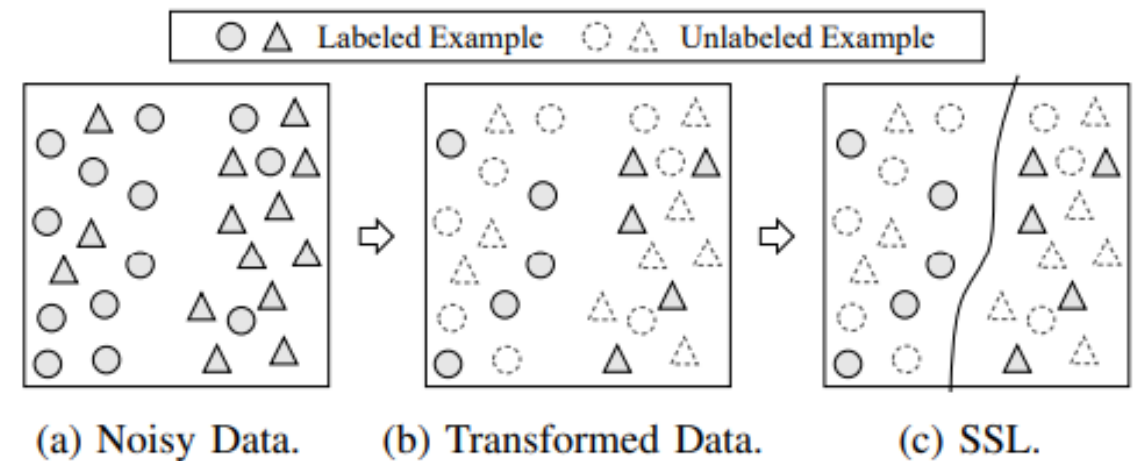 Labeled Example Unlabeled Example
(a) Noisy Data. (b) Transformed Data. (c) SSL.